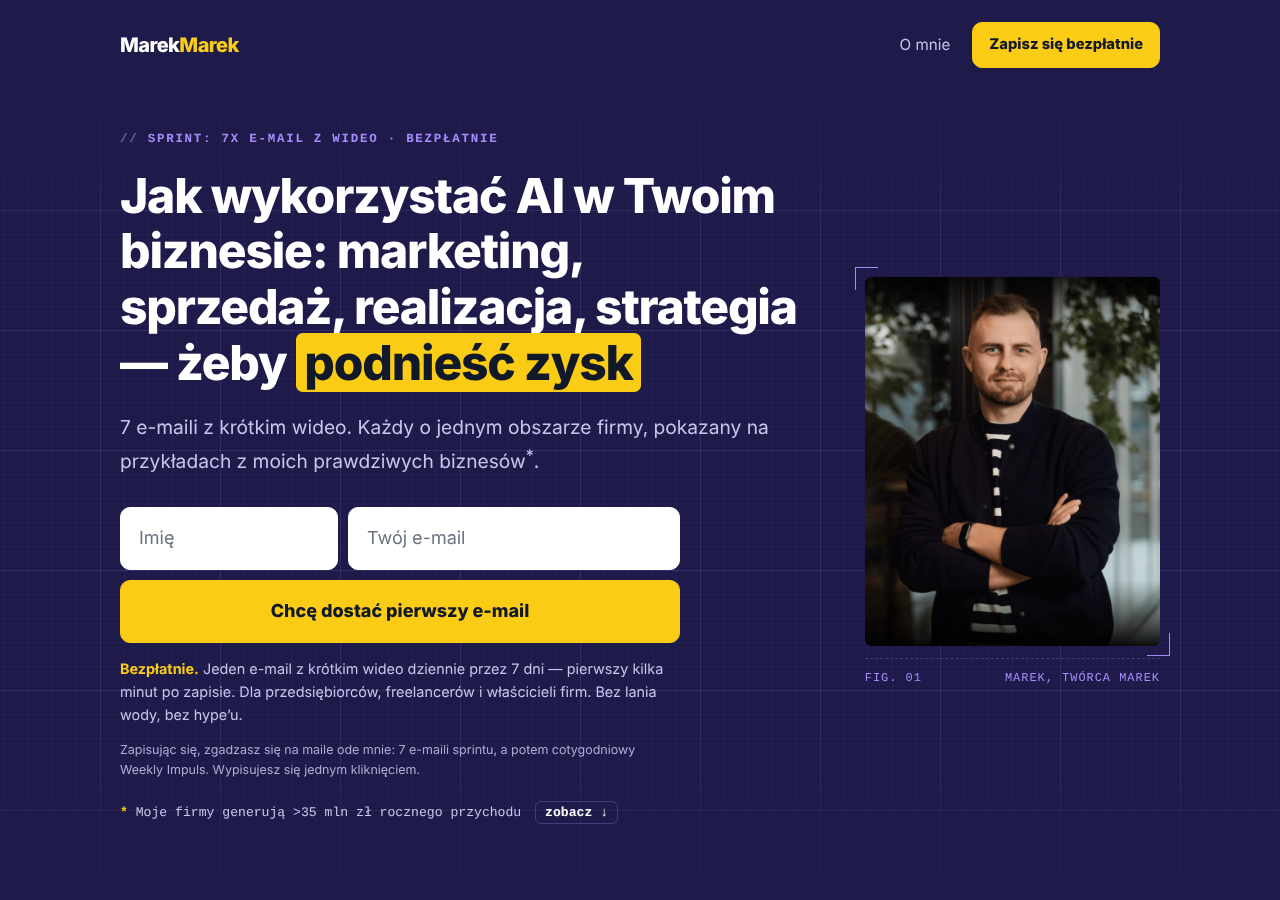 MarekMarek
O mnie
Zapisz się bezpłatnie
// SPRINT: 7X E-MAIL Z WIDEO · BEZPŁATNIE
Jak wykorzystać AI w Twoim
biznesie: marketing,
sprzedaż, realizacja, strategia
— żeby podnieść zysk
7 e-maili z krótkim wideo. Każdy o jednym obszarze firmy, pokazany na
przykładach z moich prawdziwych biznesów*.
Imię
Twój e-mail
Chcę dostać pierwszy e-mail
Bezpłatnie. Jeden e-mail z krótkim wideo dziennie przez 7 dni — pierwszy kilka
minut po zapisie. Dla przedsiębiorców, freelancerów i właścicieli firm. Bez lania
wody, bez hype’u.
Zapisując się, zgadzasz się na maile ode mnie: 7 e-maili sprintu, a potem cotygodniowy
Weekly Impuls. Wypisujesz się jednym kliknięciem.
* Moje firmy generują >35 mln zł rocznego przychodu zobacz ↓
FIG. 01
MAREK, TWÓRCA MAREK